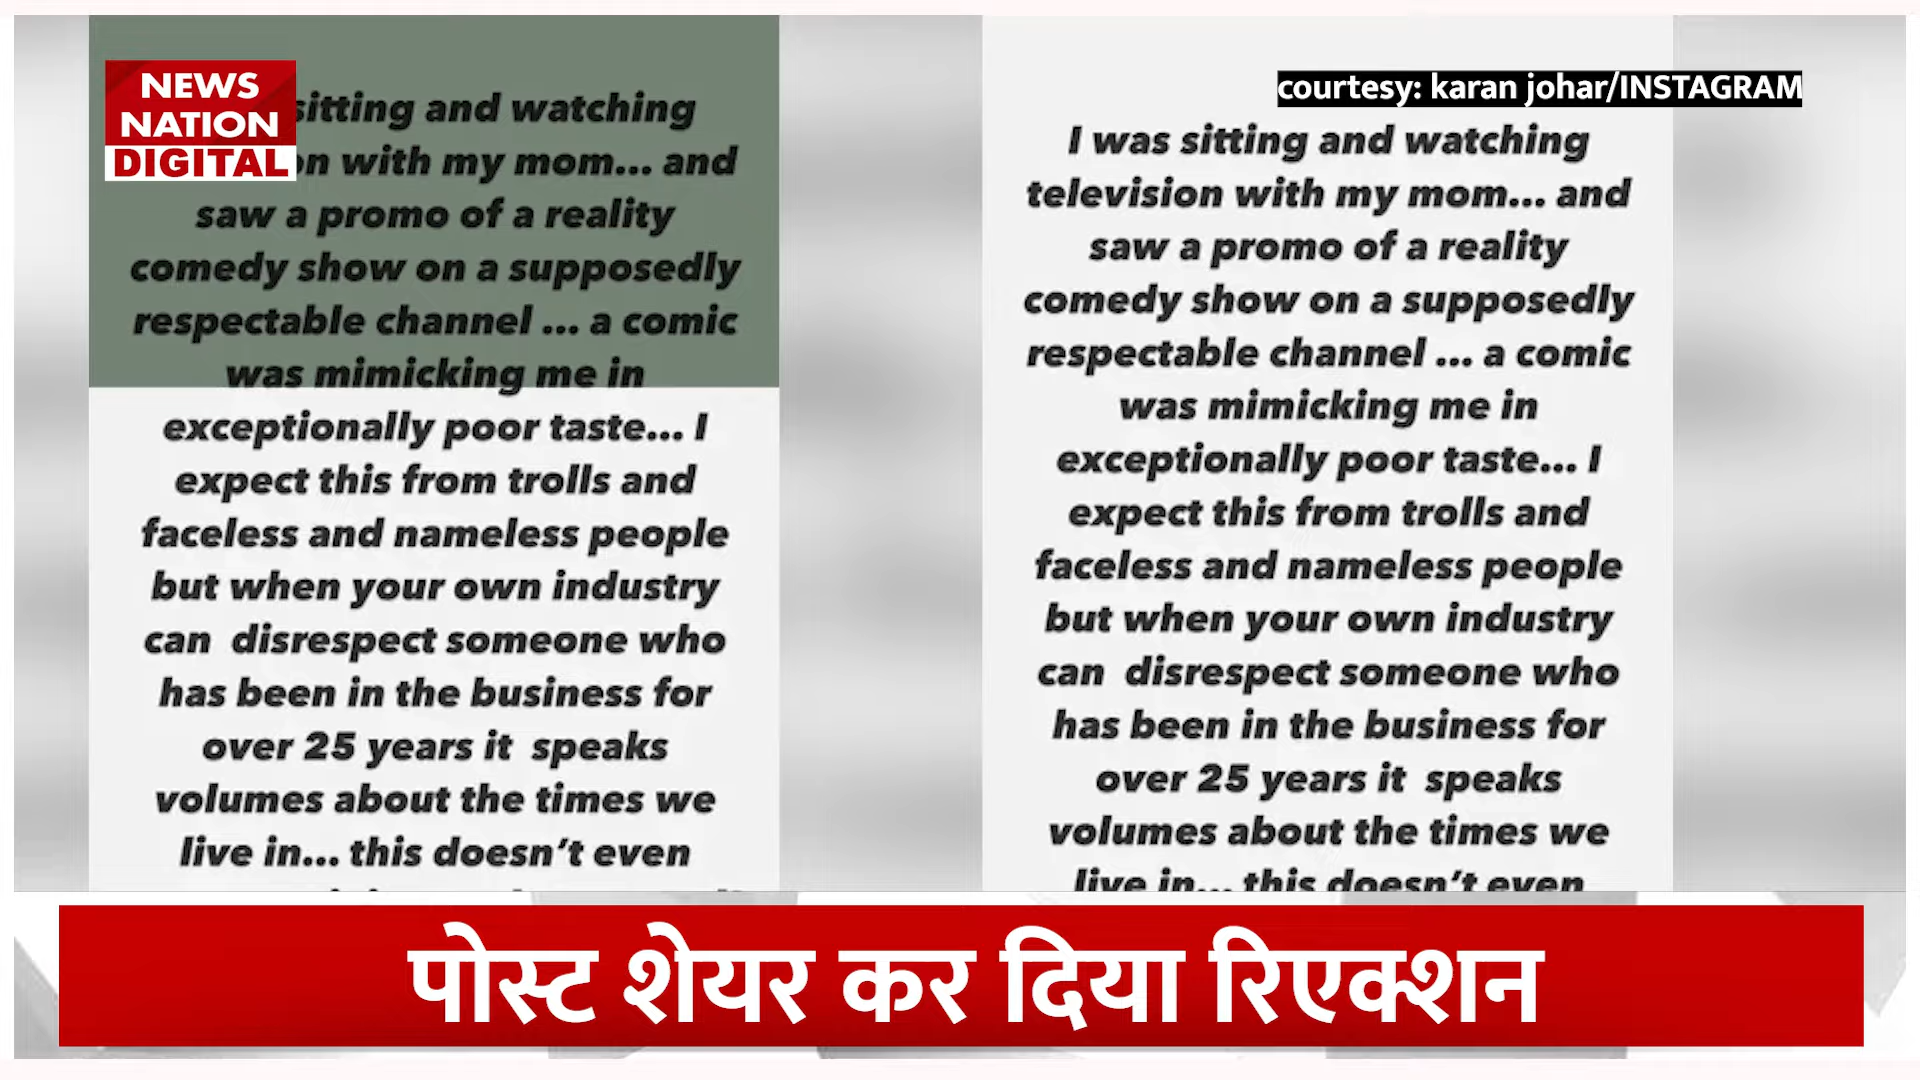 NEWS
NATION
DIGITAL
sitting and watching
on with my mom... and
saw a promo of a reality
comedy show on a supposedly
respectable channel ... a comic
was mimicking me in
exceptionally poor taste... I
expect this from trolls and
faceless and nameless people
but when your own industry
can disrespect someone who
has been in the business for
over 25 years it speaks
volumes about the times we
live in... this doesn't even
courtesy: karan johar/INSTAGRAM
I was sitting and watching
television with my mom... and
saw a promo of a reality
comedy show on a supposedly
respectable channel ... a comic
was mimicking me in
exceptionally poor taste... I
expect this from trolls and
faceless and nameless people
but when your own industry
can disrespect someone who
has been in the business for
over 25 years it speaks
volumes about the times we
live in... this doesn't even
पोस्ट शेयर कर दिया रिएक्शन